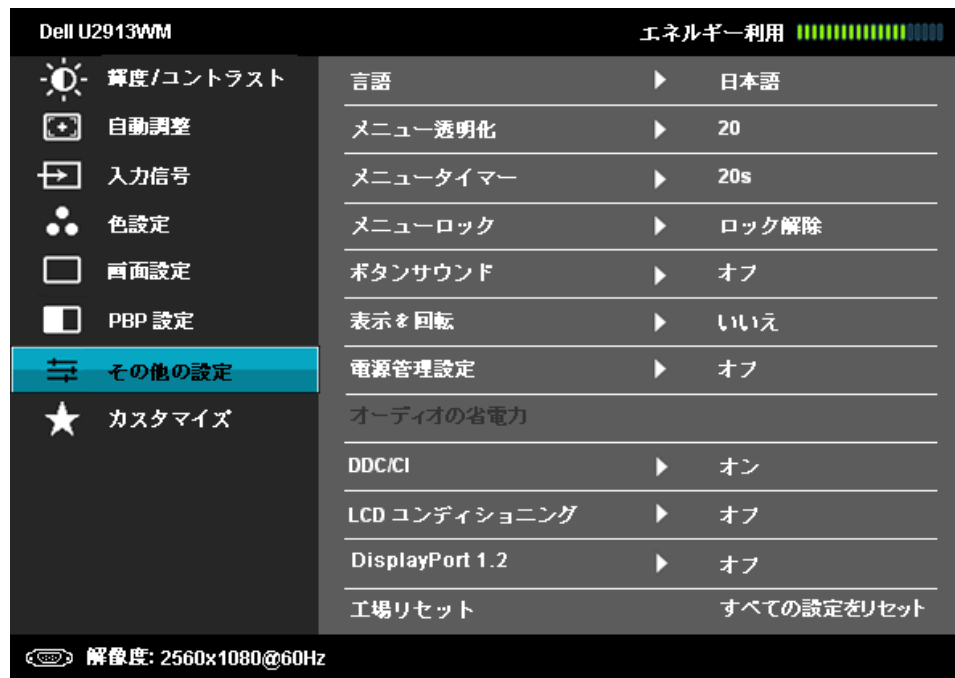 Dell U2913WM
エネルギー利用
輝度/コントラスト
自動調整
入力信号
色設定
画面設定
PBP 設定
その他の設定
カスタマイズ
言語 日本語
メニュー透明化 20
メニュータイマー 20s
メニューロック ロック解除
ボタンサウンド オフ
表示を回転 いいえ
電源管理設定 オフ
オーディオの省電力
DDC/CI オン
LCD コンディショニング オフ
DisplayPort 1.2 オフ
工場リセット すべての設定をリセット
解像度: 2560x1080@60Hz